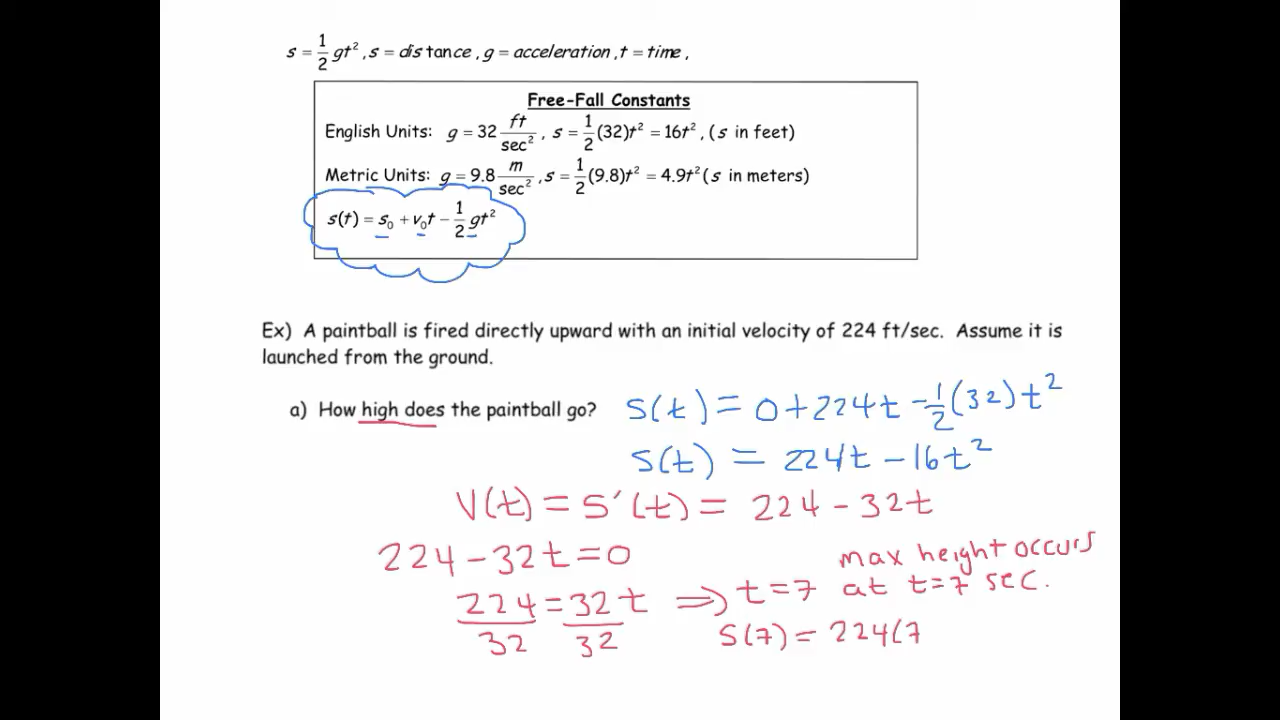 s = 1/2 gt², s = distance, g = acceleration, t = time,
Free-Fall Constants
English Units: g = 32 ft/sec², s = 1/2(32)t² = 16t², (s in feet)
Metric Units: g = 9.8 m/sec², s = 1/2(9.8)t² = 4.9t² (s in meters)
s(t) = s₀ + v₀t − 1/2 gt²
Ex) A paintball is fired directly upward with an initial velocity of 224 ft/sec. Assume it is
launched from the ground.
a) How high does the paintball go?
S(t) = 0 + 224t − 1/2(32)t²
S(t) = 224t − 16t²
V(t) = S′(t) = 224 − 32t
224 − 32t = 0
224/32 = 32t/32 ⇒ t = 7
max height occurs
at t = 7 sec.
S(7) = 224(7